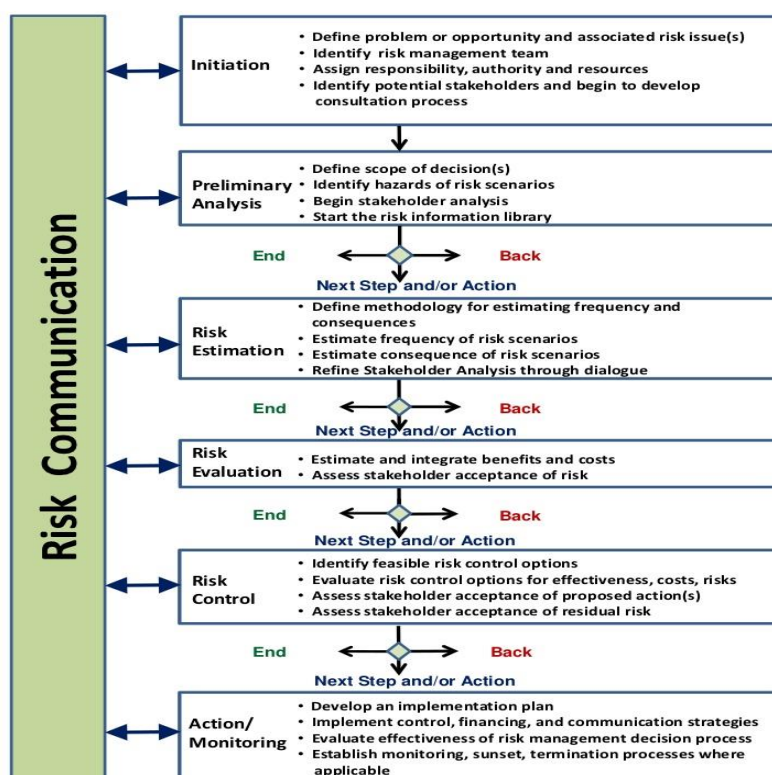 Risk Communication
Initiation
• Define problem or opportunity and associated risk issue(s)
• Identify risk management team
• Assign responsibility, authority and resources
• Identify potential stakeholders and begin to develop
consultation process
Preliminary
Analysis
• Define scope of decision(s)
• Identify hazards of risk scenarios
• Begin stakeholder analysis
• Start the risk information library
End
Back
Next Step and/or Action
Risk
Estimation
• Define methodology for estimating frequency and
consequences
• Estimate frequency of risk scenarios
• Estimate consequence of risk scenarios
• Refine Stakeholder Analysis through dialogue
End
Back
Next Step and/or Action
Risk
Evaluation
• Estimate and integrate benefits and costs
• Assess stakeholder acceptance of risk
End
Back
Next Step and/or Action
Risk
Control
• Identify feasible risk control options
• Evaluate risk control options for effectiveness, costs, risks
• Assess stakeholder acceptance of proposed action(s)
• Assess stakeholder acceptance of residual risk
End
Back
Next Step and/or Action
Action/
Monitoring
• Develop an implementation plan
• Implement control, financing, and communication strategies
• Evaluate effectiveness of risk management decision process
• Establish monitoring, sunset, termination processes where
applicable